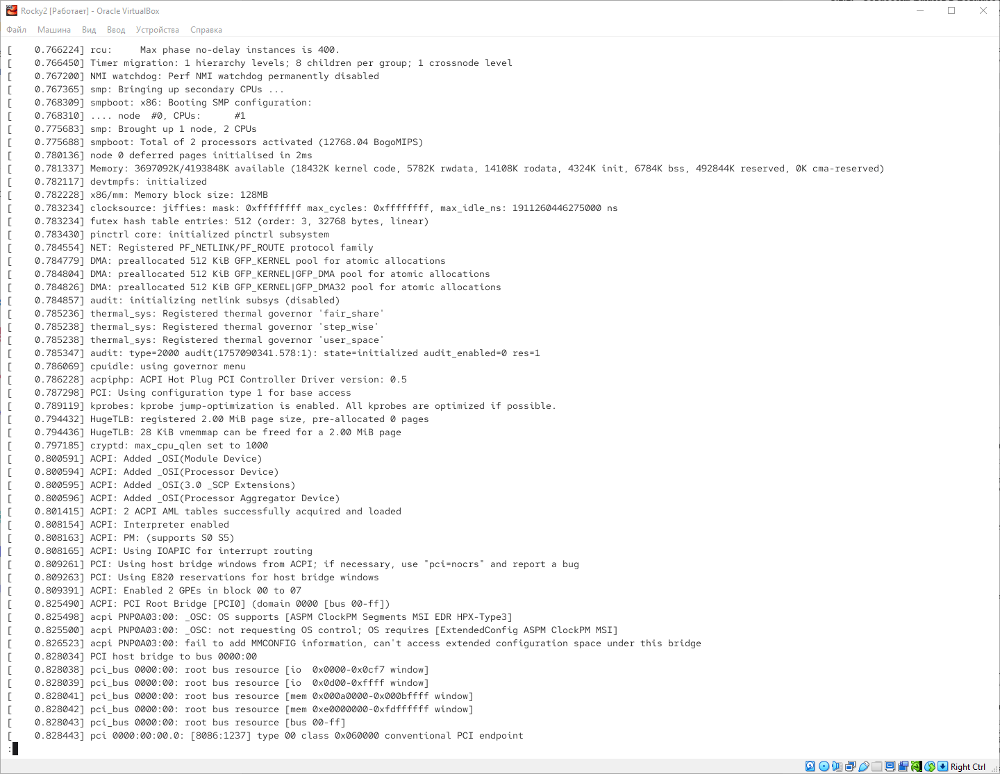 Rocky2 [Работает] - Oracle VirtualBox
Файл Машина Вид Ввод Устройства Справка
[    0.766224] rcu:     Max phase no-delay instances is 400.
[    0.766450] Timer migration: 1 hierarchy levels; 8 children per group; 1 crossnode level
[    0.767200] NMI watchdog: Perf NMI watchdog permanently disabled
[    0.767365] smp: Bringing up secondary CPUs ...
[    0.768309] smpboot: x86: Booting SMP configuration:
[    0.768310] .... node  #0, CPUs:      #1
[    0.775683] smp: Brought up 1 node, 2 CPUs
[    0.775688] smpboot: Total of 2 processors activated (12768.04 BogoMIPS)
[    0.780136] node 0 deferred pages initialised in 2ms
[    0.781337] Memory: 3697092K/4193848K available (18432K kernel code, 5782K rwdata, 14108K rodata, 4324K init, 6784K bss, 492844K reserved, 0K cma-reserved)
[    0.782117] devtmpfs: initialized
[    0.782228] x86/mm: Memory block size: 128MB
[    0.783234] clocksource: jiffies: mask: 0xffffffff max_cycles: 0xffffffff, max_idle_ns: 1911260446275000 ns
[    0.783234] futex hash table entries: 512 (order: 3, 32768 bytes, linear)
[    0.783430] pinctrl core: initialized pinctrl subsystem
[    0.784554] NET: Registered PF_NETLINK/PF_ROUTE protocol family
[    0.784779] DMA: preallocated 512 KiB GFP_KERNEL pool for atomic allocations
[    0.784804] DMA: preallocated 512 KiB GFP_KERNEL|GFP_DMA pool for atomic allocations
[    0.784826] DMA: preallocated 512 KiB GFP_KERNEL|GFP_DMA32 pool for atomic allocations
[    0.784857] audit: initializing netlink subsys (disabled)
[    0.785236] thermal_sys: Registered thermal governor 'fair_share'
[    0.785238] thermal_sys: Registered thermal governor 'step_wise'
[    0.785238] thermal_sys: Registered thermal governor 'user_space'
[    0.785347] audit: type=2000 audit(1757090341.578:1): state=initialized audit_enabled=0 res=1
[    0.786069] cpuidle: using governor menu
[    0.786228] acpiphp: ACPI Hot Plug PCI Controller Driver version: 0.5
[    0.787298] PCI: Using configuration type 1 for base access
[    0.789119] kprobes: kprobe jump-optimization is enabled. All kprobes are optimized if possible.
[    0.794432] HugeTLB: registered 2.00 MiB page size, pre-allocated 0 pages
[    0.794436] HugeTLB: 28 KiB vmemmap can be freed for a 2.00 MiB page
[    0.797185] cryptd: max_cpu_qlen set to 1000
[    0.800591] ACPI: Added _OSI(Module Device)
[    0.800594] ACPI: Added _OSI(Processor Device)
[    0.800595] ACPI: Added _OSI(3.0 _SCP Extensions)
[    0.800596] ACPI: Added _OSI(Processor Aggregator Device)
[    0.801415] ACPI: 2 ACPI AML tables successfully acquired and loaded
[    0.808154] ACPI: Interpreter enabled
[    0.808163] ACPI: PM: (supports S0 S5)
[    0.808165] ACPI: Using IOAPIC for interrupt routing
[    0.809261] PCI: Using host bridge windows from ACPI; if necessary, use "pci=nocrs" and report a bug
[    0.809263] PCI: Using E820 reservations for host bridge windows
[    0.809391] ACPI: Enabled 2 GPEs in block 00 to 07
[    0.825490] ACPI: PCI Root Bridge [PCI0] (domain 0000 [bus 00-ff])
[    0.825498] acpi PNP0A03:00: _OSC: OS supports [ASPM ClockPM Segments MSI EDR HPX-Type3]
[    0.825500] acpi PNP0A03:00: _OSC: not requesting OS control; OS requires [ExtendedConfig ASPM ClockPM MSI]
[    0.826523] acpi PNP0A03:00: fail to add MMCONFIG information, can't access extended configuration space under this bridge
[    0.828034] PCI host bridge to bus 0000:00
[    0.828038] pci_bus 0000:00: root bus resource [io  0x0000-0x0cf7 window]
[    0.828039] pci_bus 0000:00: root bus resource [io  0x0d00-0xffff window]
[    0.828041] pci_bus 0000:00: root bus resource [mem 0x000a0000-0x000bffff window]
[    0.828042] pci_bus 0000:00: root bus resource [mem 0xe0000000-0xfdffffff window]
[    0.828043] pci_bus 0000:00: root bus resource [bus 00-ff]
[    0.828443] pci 0000:00:00.0: [8086:1237] type 00 class 0x060000 conventional PCI endpoint
:
Right Ctrl